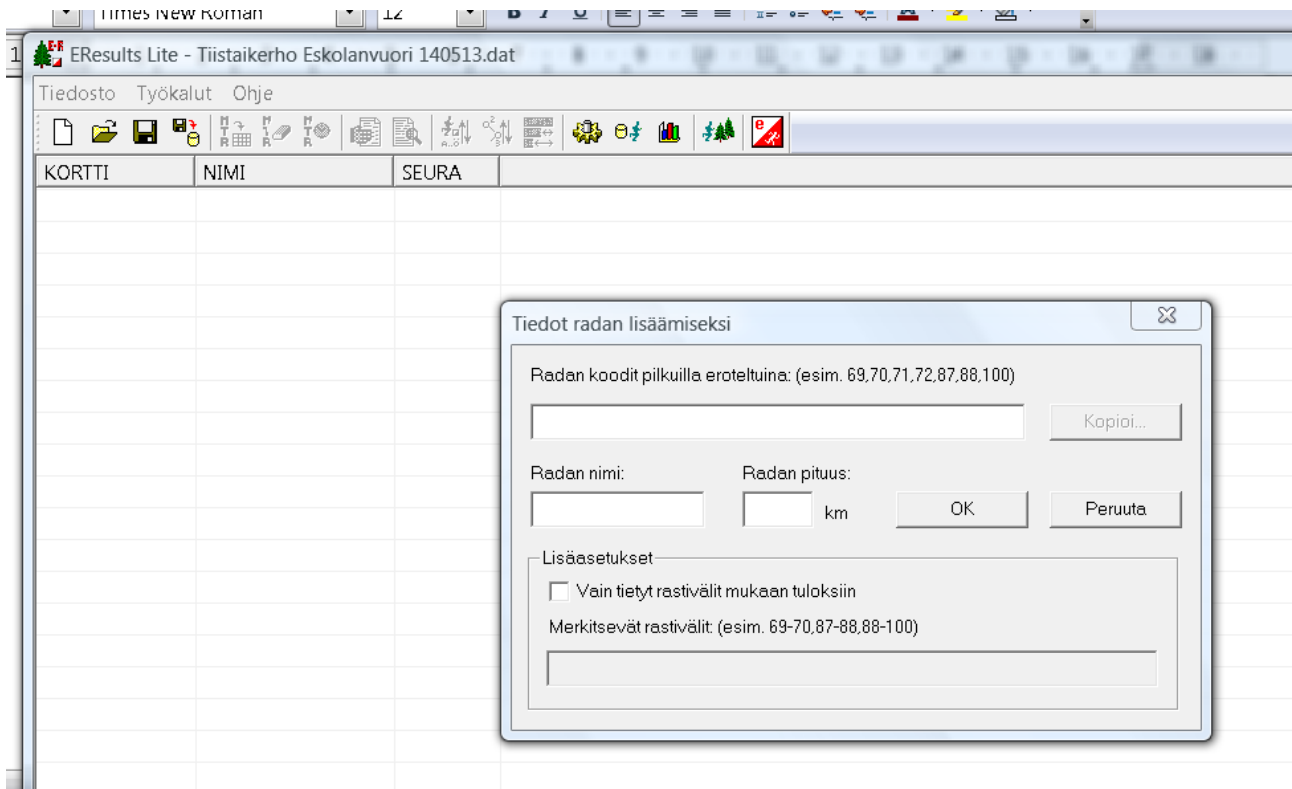 Times New Roman 12 B I U
1
EResults Lite - Tiistaikerho Eskolanvuori 140513.dat
Tiedosto Työkalut Ohje
KORTTI NIMI SEURA
Tiedot radan lisäämiseksi
Radan koodit pilkuilla eroteltuina: (esim. 69,70,71,72,87,88,100)
Kopioi...
Radan nimi: Radan pituus:
km OK Peruuta
Lisäasetukset
Vain tietyt rastivälit mukaan tuloksiin
Merkitsevät rastivälit: (esim. 69-70,87-88,88-100)